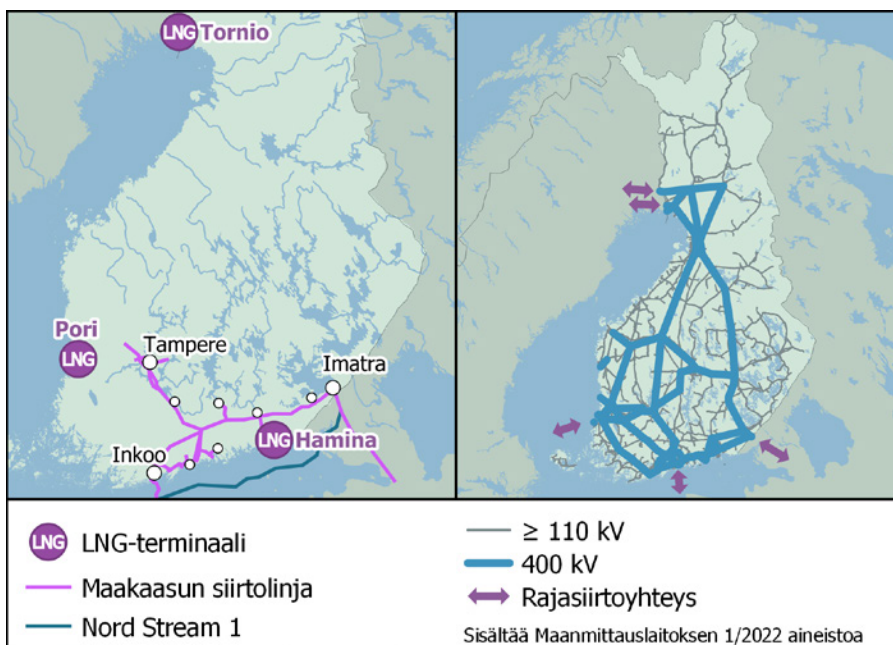 LNG Tornio
Pori
LNG
Tampere
Imatra
LNG Hamina
Inkoo
LNG LNG-terminaali
Maakaasun siirtolinja
Nord Stream 1
≥ 110 kV
400 kV
Rajasiirtoyhteys
Sisältää Maanmittauslaitoksen 1/2022 aineistoa